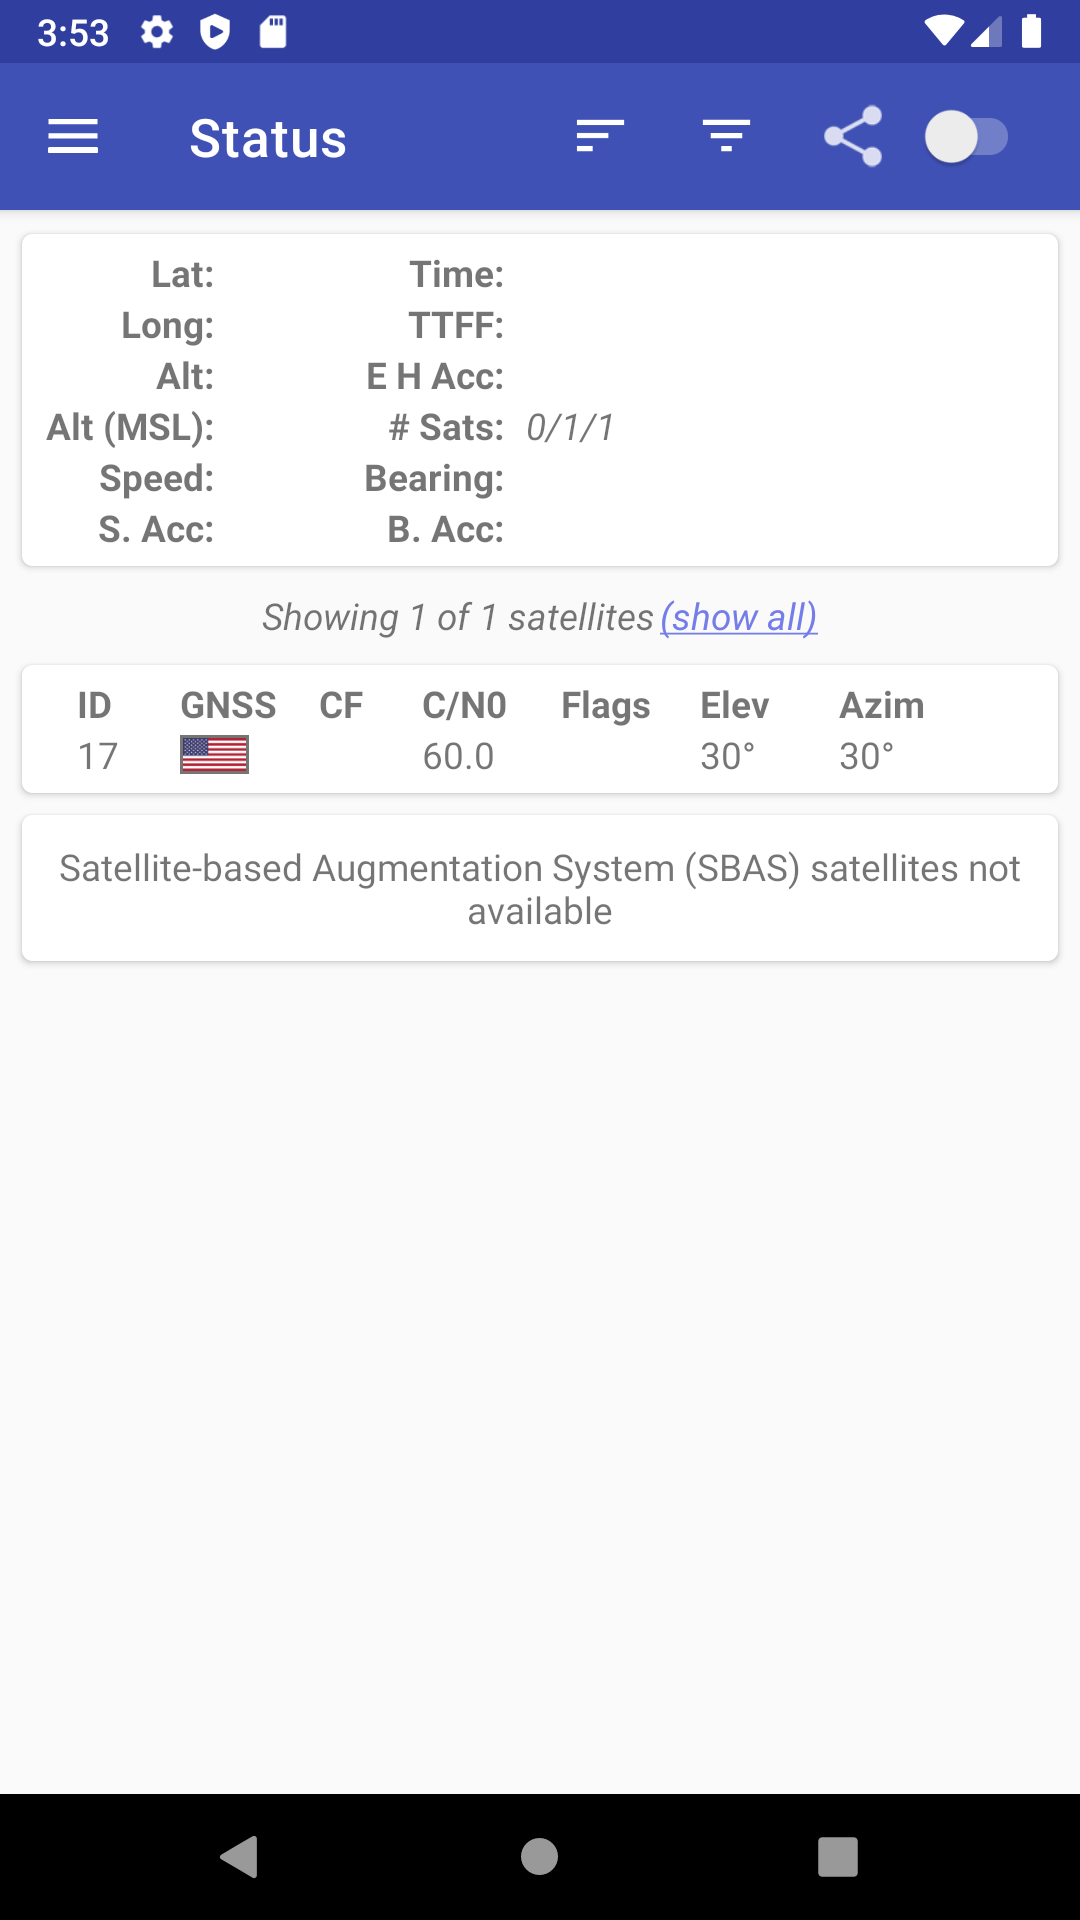 3:53
Status
Lat: Time:
Long: TTFF:
Alt: E H Acc:
Alt (MSL): # Sats: 0/1/1
Speed: Bearing:
S. Acc: B. Acc:
Showing 1 of 1 satellites (show all)
ID GNSS CF C/N0 Flags Elev Azim
17 60.0 30° 30°
Satellite-based Augmentation System (SBAS) satellites not
available